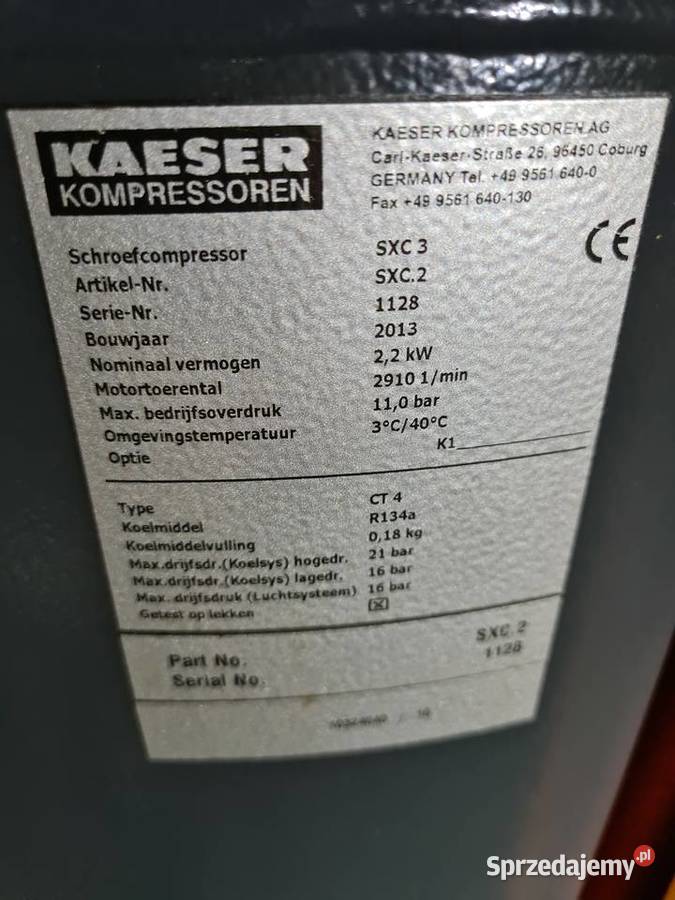 KAESER
KOMPRESSOREN
KAESER KOMPRESSOREN AG
Carl-Kaeser-Straße 26, 96450 Coburg
GERMANY Tel. +49 9561 640-0
Fax +49 9561 640-130
CE
Schroefcompressor SXC 3
Artikel-Nr. SXC.2
Serie-Nr. 1128
Bouwjaar 2013
Nominaal vermogen 2,2 kW
Motortoerental 2910 1/min
Max. bedrijfsoverdruk 11,0 bar
Omgevingstemperatuur 3°C/40°C
Optie K1
Type CT 4
Koelmiddel R134a
Koelmiddelvulling 0,18 kg
Max.drijfsdr.(Koelsys) hogedr. 21 bar
Max.drijfsdr.(Koelsys) lagedr. 16 bar
Max. drijfsdruk (Luchtsysteem) 16 bar
Getest op lekken ☒
Part No. SXC.2
Serial No. 1128
Sprzedajemy.pl